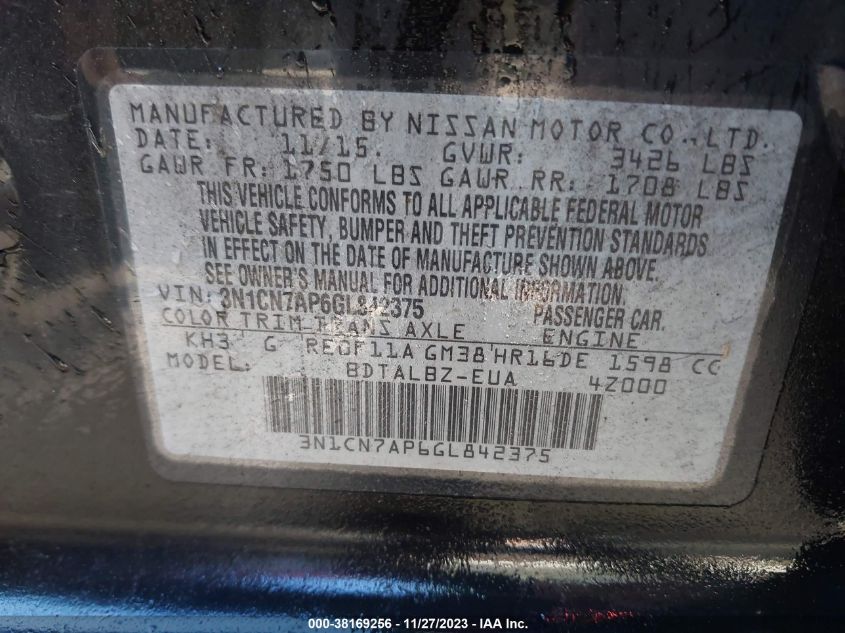 MANUFACTURED BY NISSAN MOTOR CO., LTD.
DATE: 11/15. GVWR: 3426 LBS
GAWR FR: 1750 LBS GAWR RR: 1708 LBS
THIS VEHICLE CONFORMS TO ALL APPLICABLE FEDERAL MOTOR
VEHICLE SAFETY, BUMPER AND THEFT PREVENTION STANDARDS
IN EFFECT ON THE DATE OF MANUFACTURE SHOWN ABOVE.
SEE OWNER'S MANUAL FOR ADDITIONAL INFORMATION.
VIN: 3N1CN7AP6GL842375 PASSENGER CAR.
COLOR TRIM TRANS AXLE ENGINE
KH3 G RE0F11A GM38 HR16DE 1598 CC
MODEL: BDTALBZ-EUA 4Z000
3N1CN7AP6GL842375
000-38169256 - 11/27/2023 - IAA Inc.